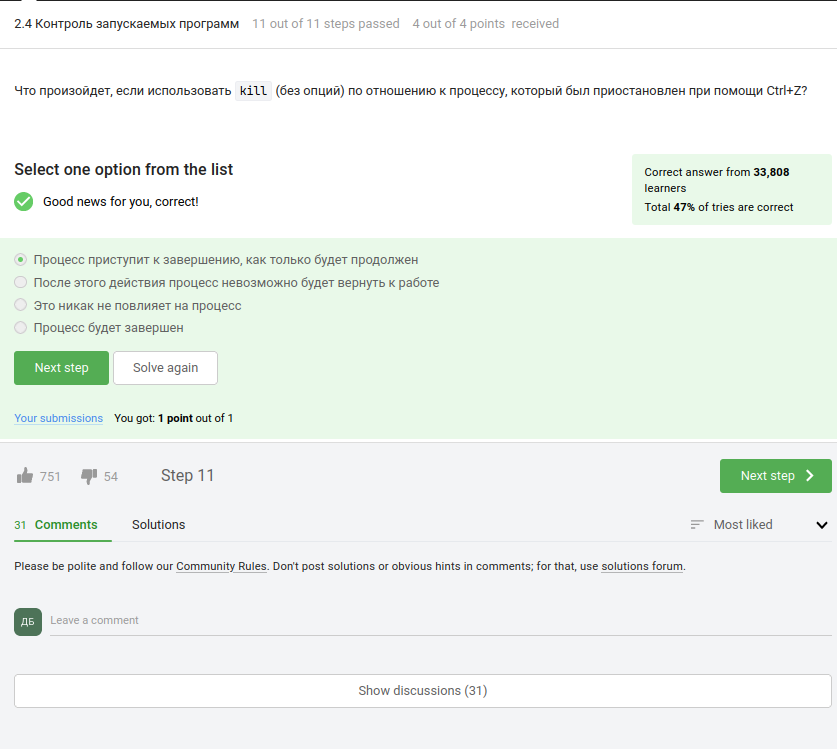 2.4 Контроль запускаемых программ 11 out of 11 steps passed 4 out of 4 points received
Что произойдет, если использовать kill (без опций) по отношению к процессу, который был приостановлен при помощи Ctrl+Z?
Select one option from the list
Good news for you, correct!
Correct answer from 33,808
learners
Total 47% of tries are correct
Процесс приступит к завершению, как только будет продолжен
После этого действия процесс невозможно будет вернуть к работе
Это никак не повлияет на процесс
Процесс будет завершен
Next step Solve again
Your submissions You got: 1 point out of 1
751 54 Step 11 Next step
31 Comments Solutions Most liked
Please be polite and follow our Community Rules. Don't post solutions or obvious hints in comments; for that, use solutions forum.
ДБ Leave a comment
Show discussions (31)